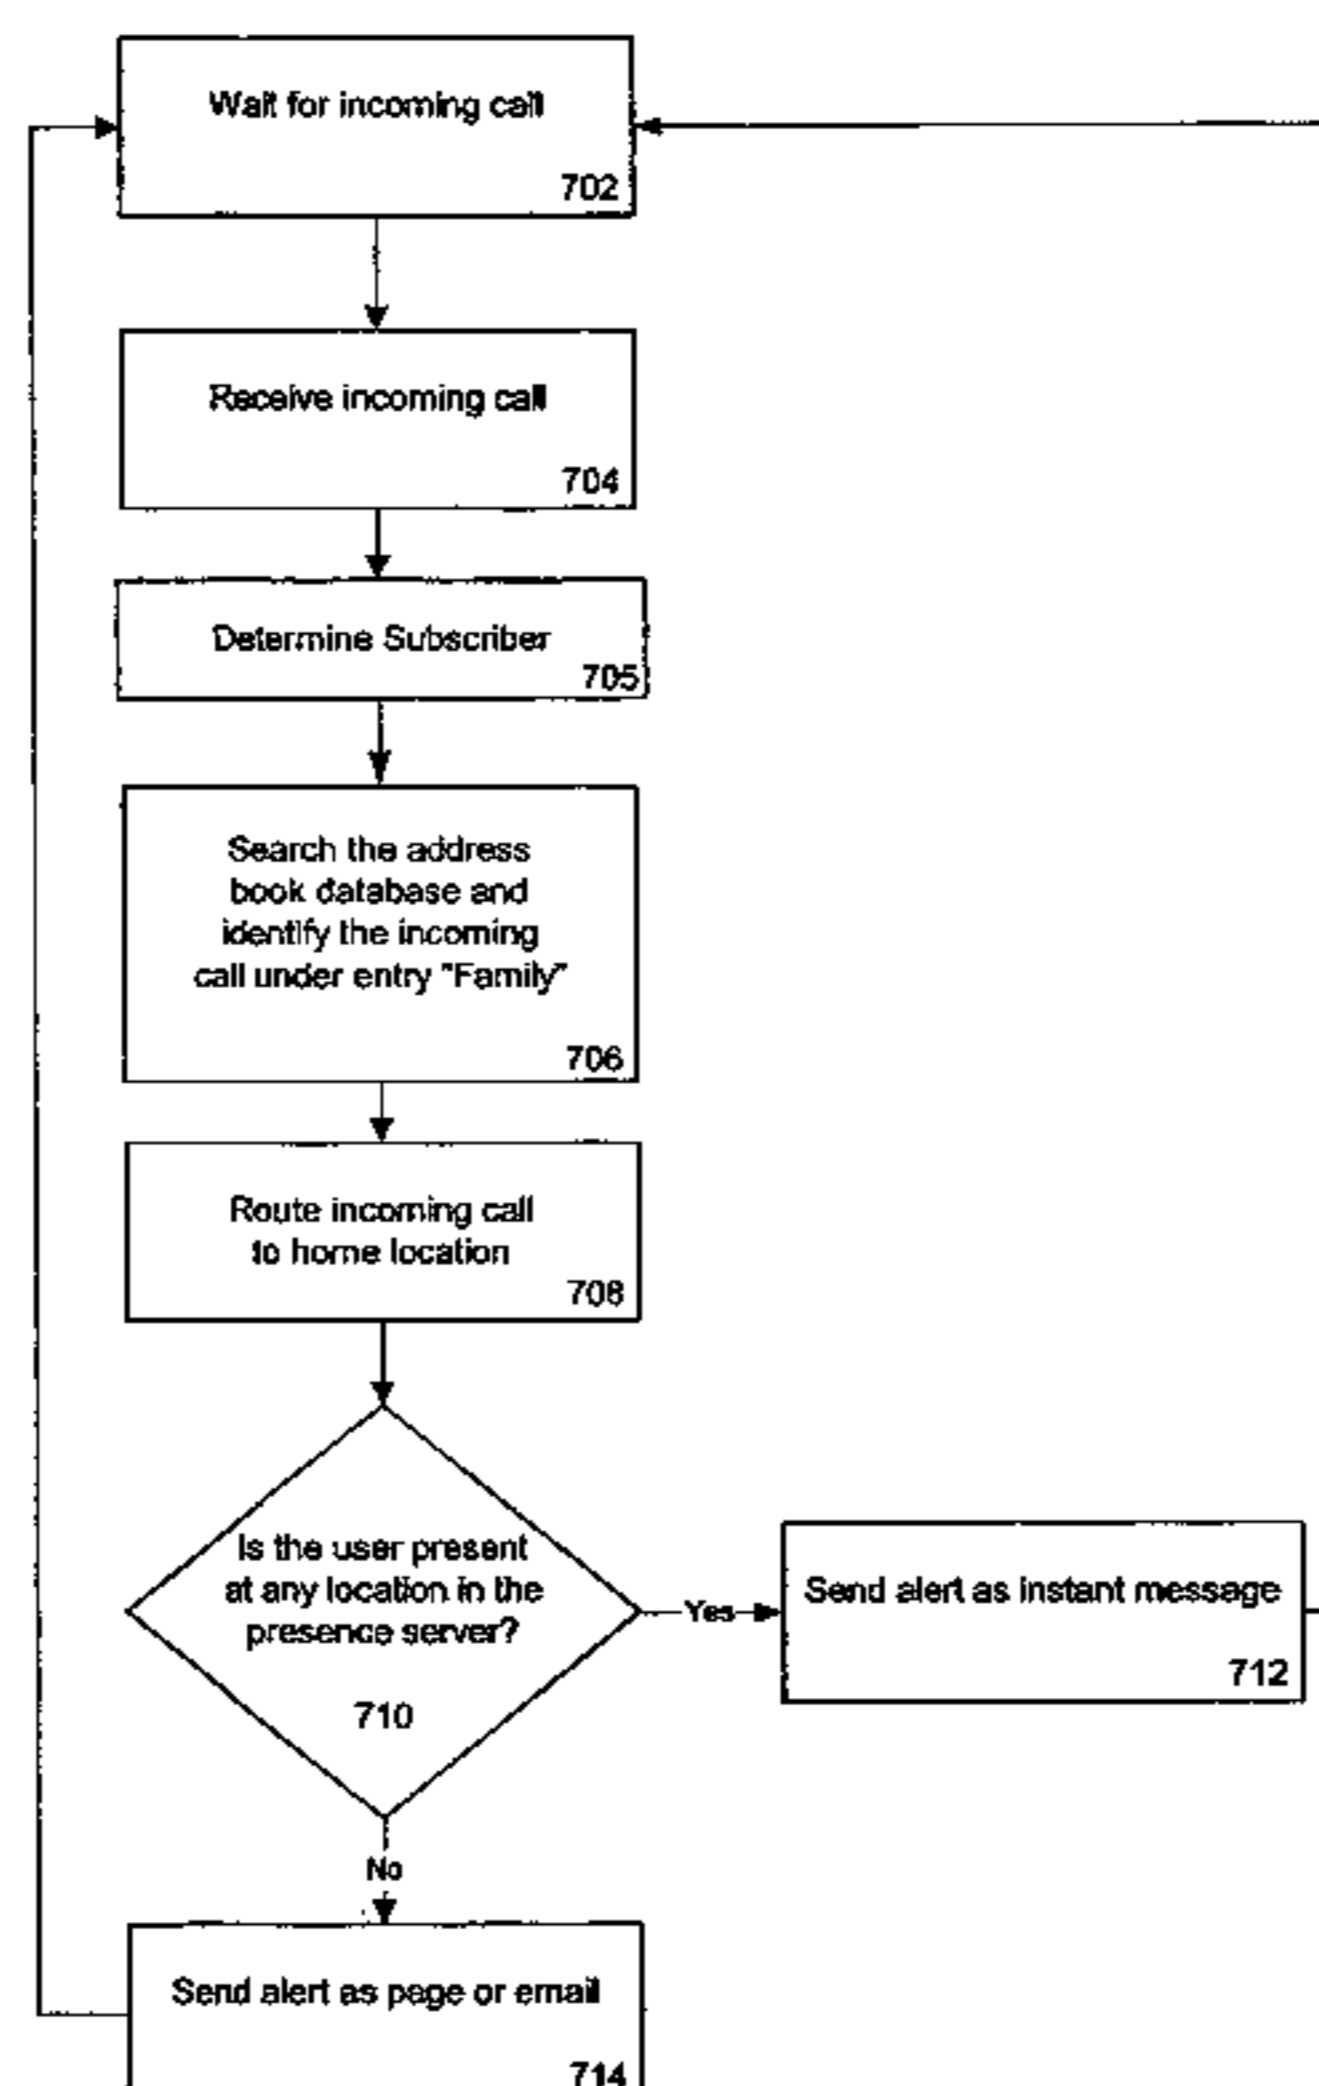 Wait for incoming call
702
Receive incoming call
704
Determine Subscriber
705
Search the address
book database and
identify the incoming
call under entry "Family"
706
Route incoming call
to home location
708
Is the user present
at any location in the
presence server?
710
Yes
Send alert as instant message
712
No
Send alert as page or email
714